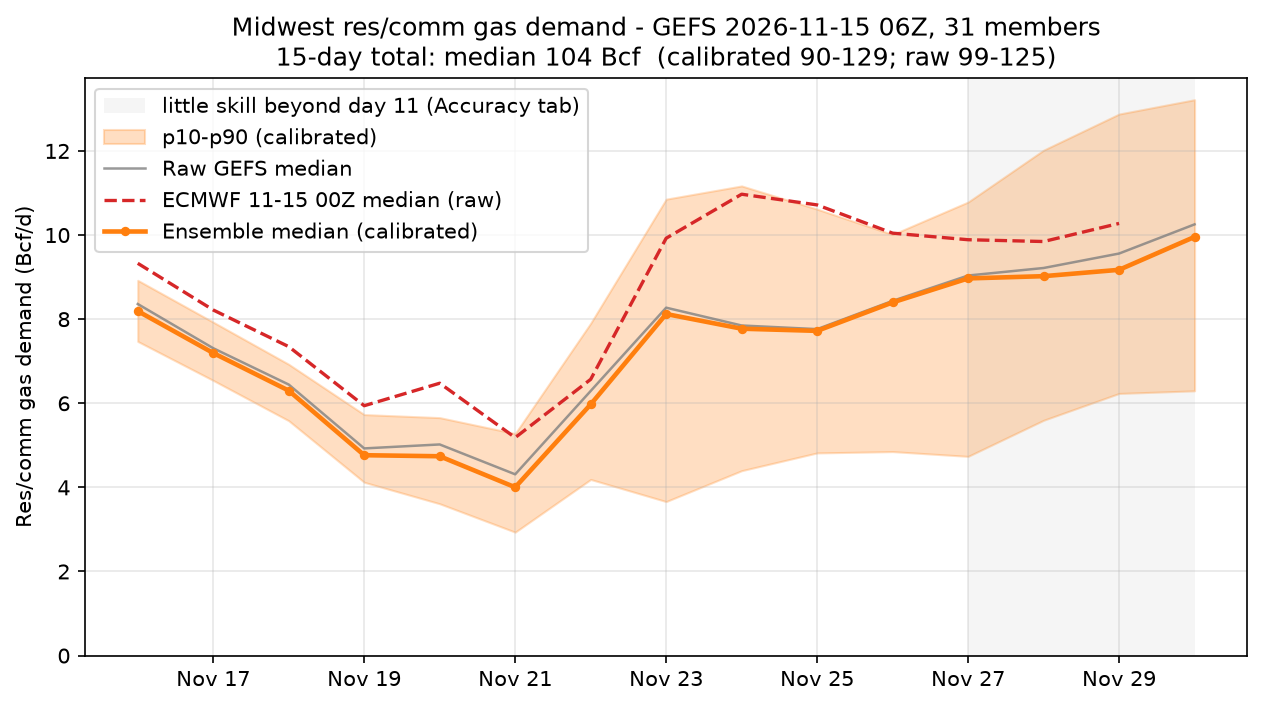 Midwest res/comm gas demand - GEFS 2026-11-15 06Z, 31 members
15-day total: median 104 Bcf  (calibrated 90-129; raw 99-125)
little skill beyond day 11 (Accuracy tab)
p10-p90 (calibrated)
Raw GEFS median
ECMWF 11-15 00Z median (raw)
Ensemble median (calibrated)
Res/comm gas demand (Bcf/d)
12
10
8
6
4
2
0
Nov 17
Nov 19
Nov 21
Nov 23
Nov 25
Nov 27
Nov 29